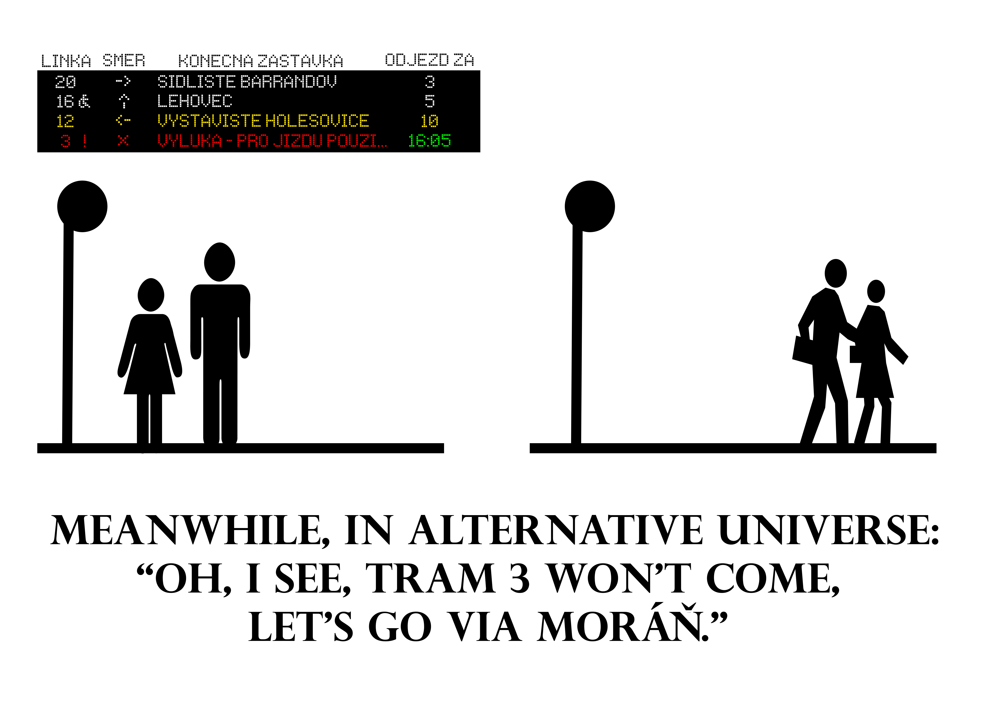 LINKA SMER KONECNA ZASTAVKA ODJEZD ZA
20 -> SIDLISTE BARRANDOV 3
16 & ↑ LEHOVEC 5
12 <- VYSTAVISTE HOLESOVICE 10
3 ! X VYLUKA - PRO JIZDU POUZI... 16:05
MEANWHILE, IN ALTERNATIVE UNIVERSE:
“OH, I SEE, TRAM 3 WON’T COME,
LET’S GO VIA MORÁŇ.”